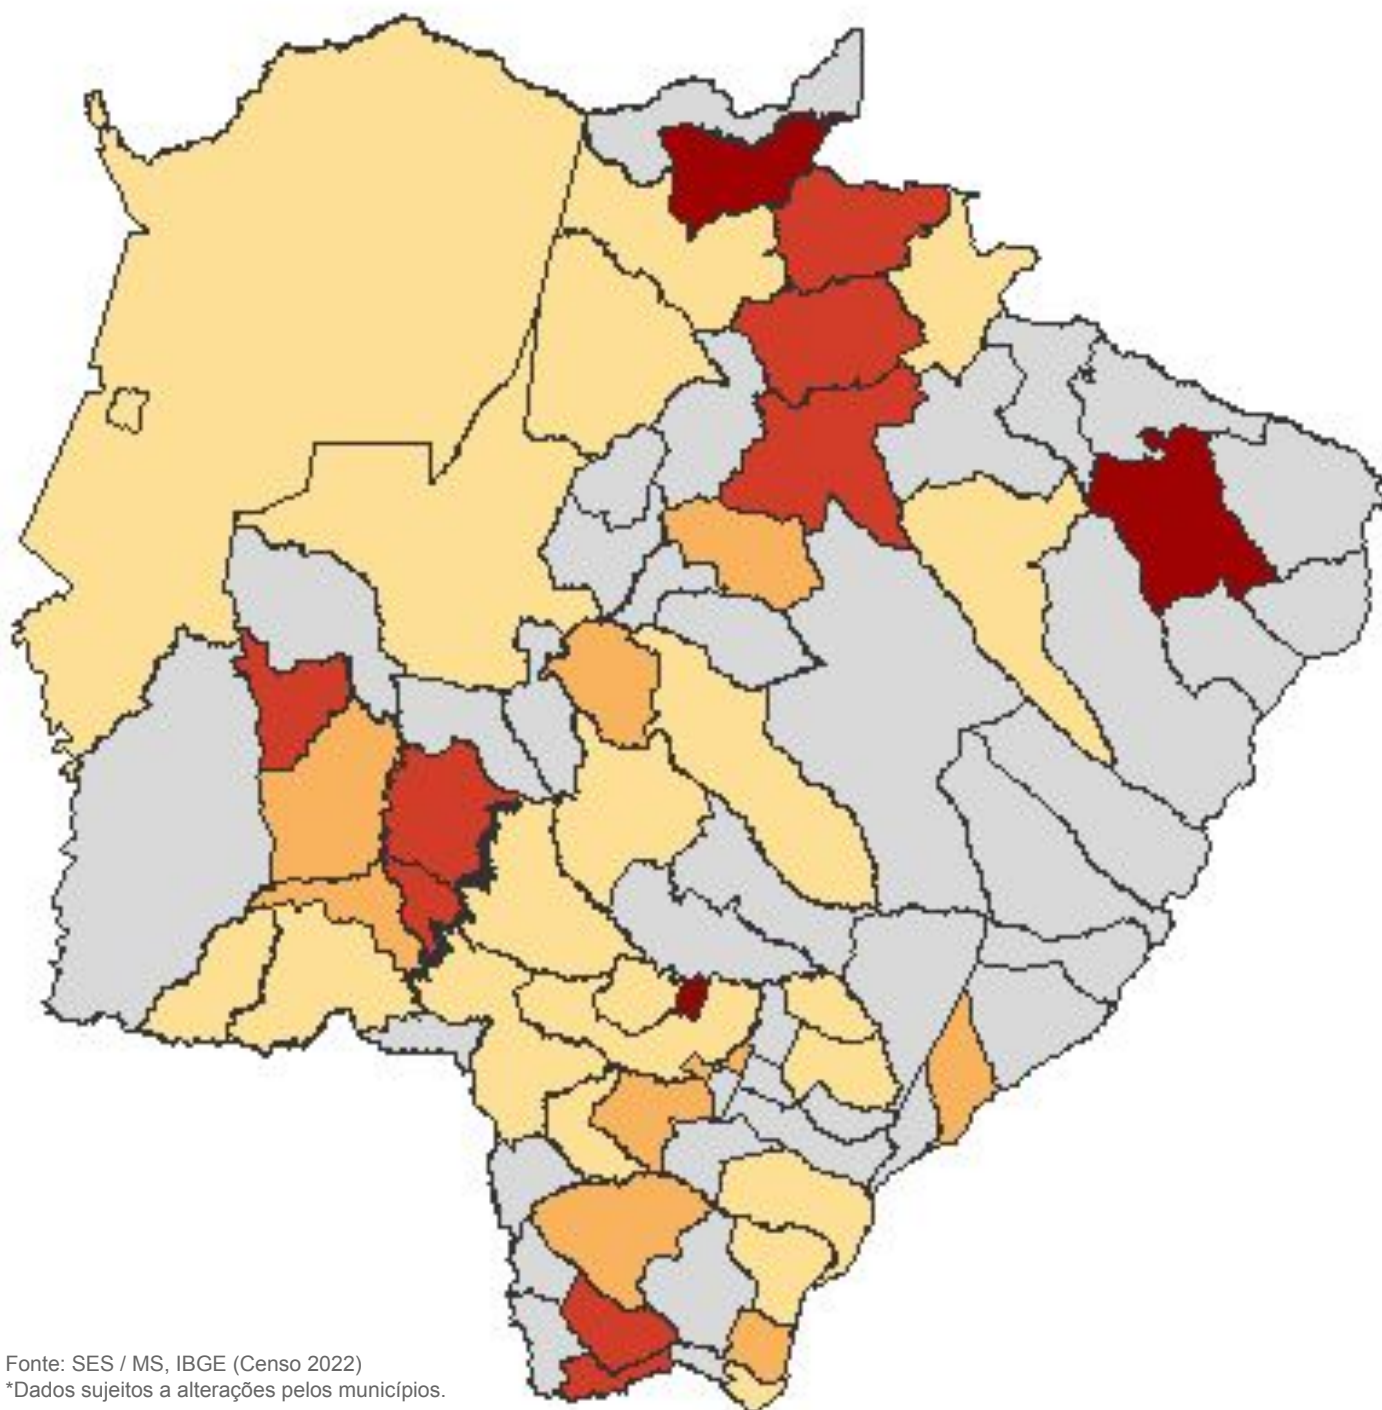 Fonte: SES / MS, IBGE (Censo 2022)
*Dados sujeitos a alterações pelos municípios.